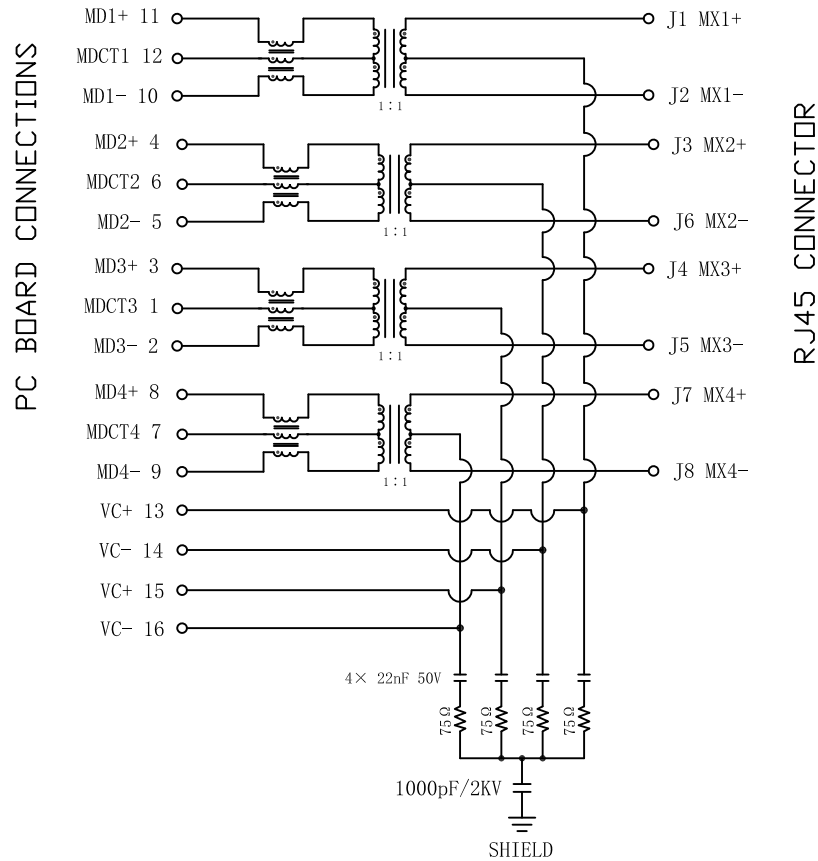 PC BOARD CONNECTIONS
RJ45 CONNECTOR
MD1+ 11
J1 MX1+
MDCT1 12
MD1- 10
J2 MX1-
1:1
MD2+ 4
J3 MX2+
MDCT2 6
MD2- 5
J6 MX2-
1:1
MD3+ 3
J4 MX3+
MDCT3 1
MD3- 2
J5 MX3-
1:1
MD4+ 8
J7 MX4+
MDCT4 7
MD4- 9
J8 MX4-
1:1
VC+ 13
VC- 14
VC+ 15
VC- 16
4× 22nF 50V
75Ω
75Ω
75Ω
75Ω
1000pF/2KV
SHIELD